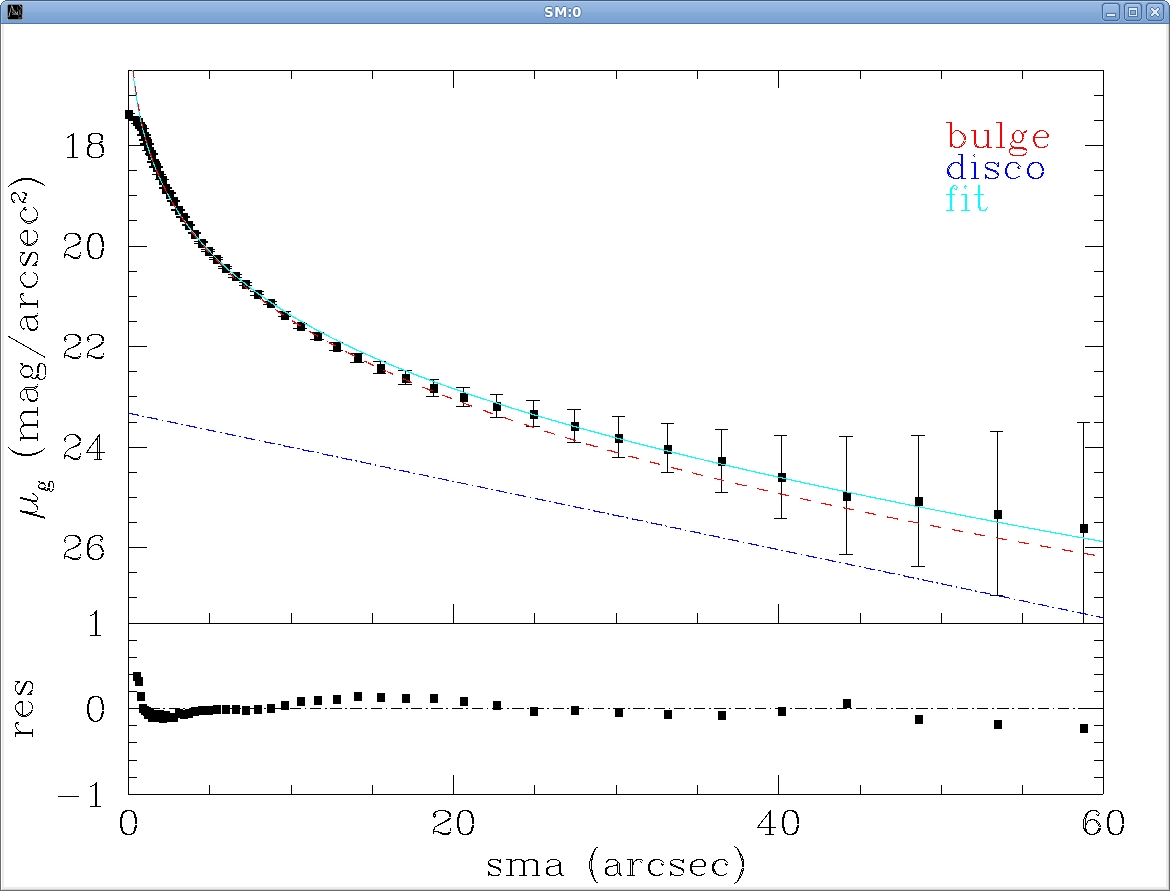 SM:0
bulge
disco
fit
18
20
22
24
26
μg (mag/arcsec²)
1
0
−1
res
0 20 40 60
sma (arcsec)